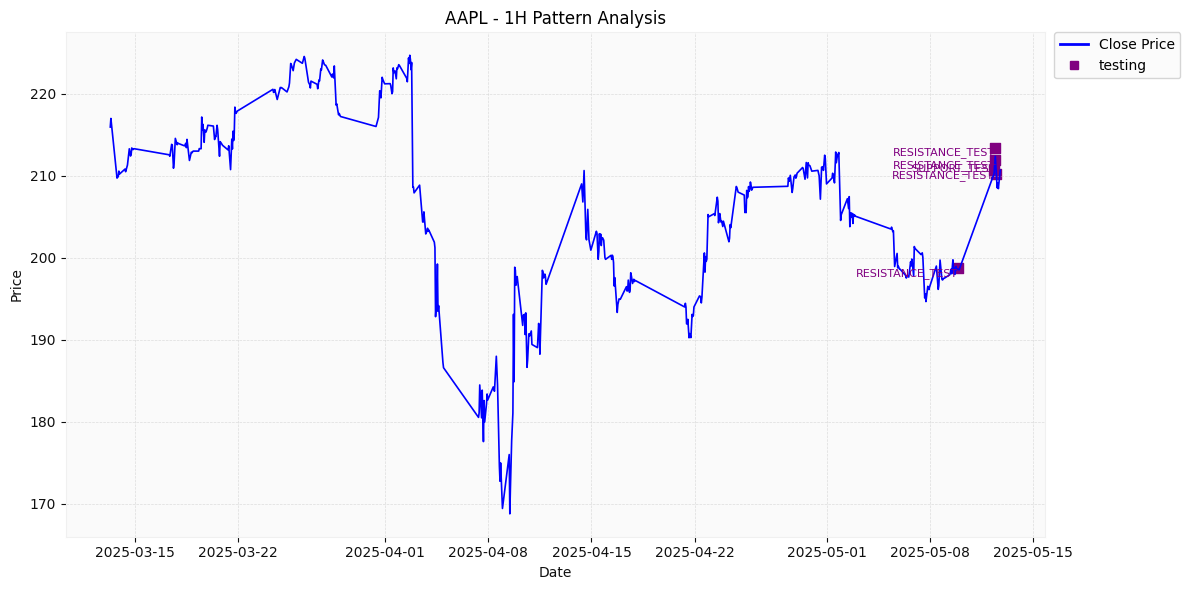 AAPL - 1H Pattern Analysis
Close Price
testing
Price
220
210
200
190
180
170
RESISTANCE_TEST
RESISTANCE_TEST
SUPPORT_TEST
RESISTANCE_TEST
RESISTANCE_TEST
2025-03-15
2025-03-22
2025-04-01
2025-04-08
2025-04-15
2025-04-22
2025-05-01
2025-05-08
2025-05-15
Date